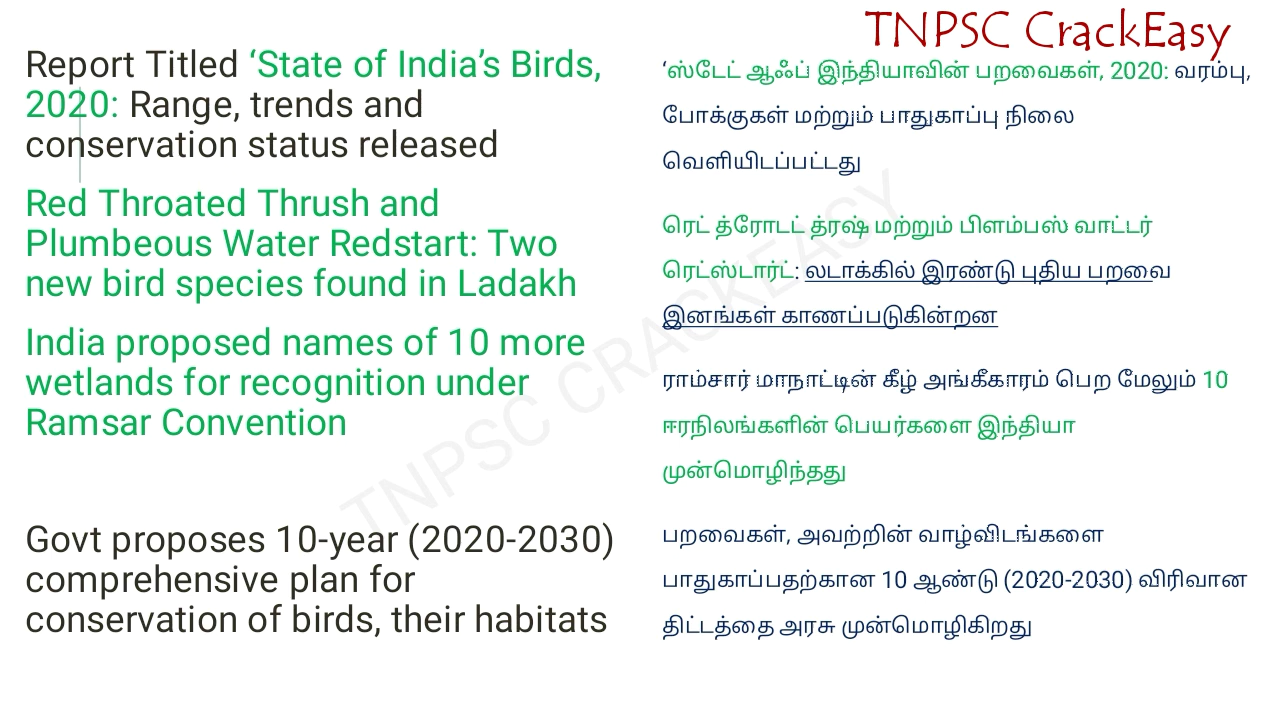 TNPSC CrackEasy
Report Titled ‘State of India’s Birds,
2020: Range, trends and
conservation status released
Red Throated Thrush and
Plumbeous Water Redstart: Two
new bird species found in Ladakh
India proposed names of 10 more
wetlands for recognition under
Ramsar Convention
Govt proposes 10-year (2020-2030)
comprehensive plan for
conservation of birds, their habitats
‘ஸ்டேட் ஆஃப் இந்தியாவின் பறவைகள், 2020: வரம்பு,
போக்குகள் மற்றும் பாதுகாப்பு நிலை
வெளியிடப்பட்டது
ரெட் த்ரோடட் த்ரஷ் மற்றும் பிளம்பஸ் வாட்டர்
ரெட்ஸ்டார்ட்: லடாக்கில் இரண்டு புதிய பறவை
இனங்கள் காணப்படுகின்றன
ராம்சார் மாநாட்டின் கீழ் அங்கீகாரம் பெற மேலும் 10
ஈரநிலங்களின் பெயர்களை இந்தியா
முன்மொழிந்தது
பறவைகள், அவற்றின் வாழ்விடங்களை
பாதுகாப்பதற்கான 10 ஆண்டு (2020-2030) விரிவான
திட்டத்தை அரசு முன்மொழிகிறது
TNPSC CRACKEASY